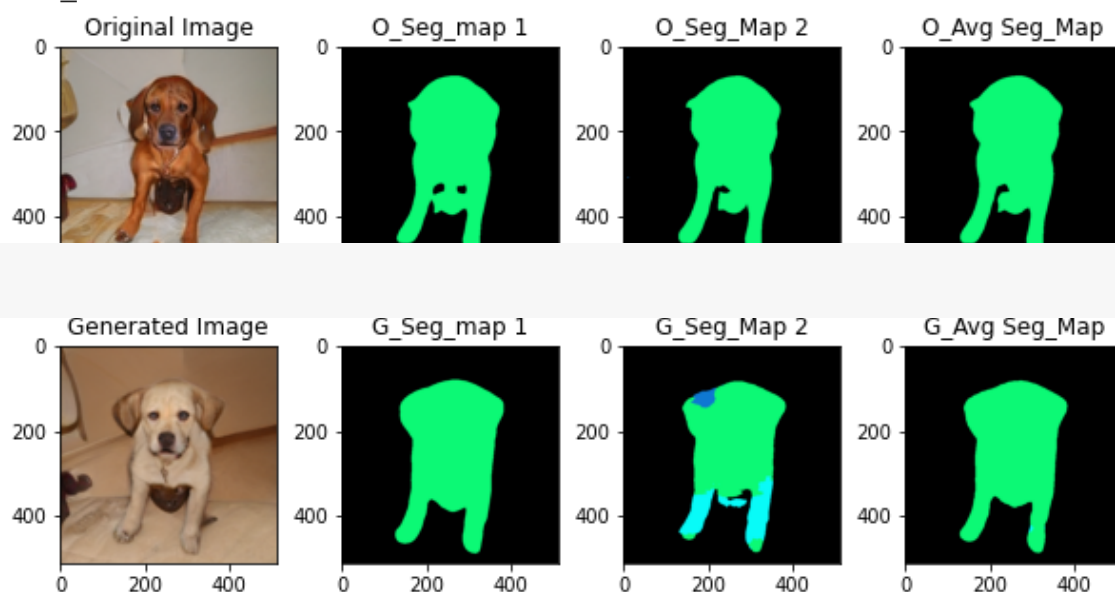 Original Image O_Seg_map 1 O_Seg_Map 2 O_Avg Seg_Map
0 0 0 0
200 200 200 200
400 400 400 400
Generated Image G_Seg_map 1 G_Seg_Map 2 G_Avg Seg_Map
0 0 0 0
200 200 200 200
400 400 400 400
0 200 400 0 200 400 0 200 400 0 200 400